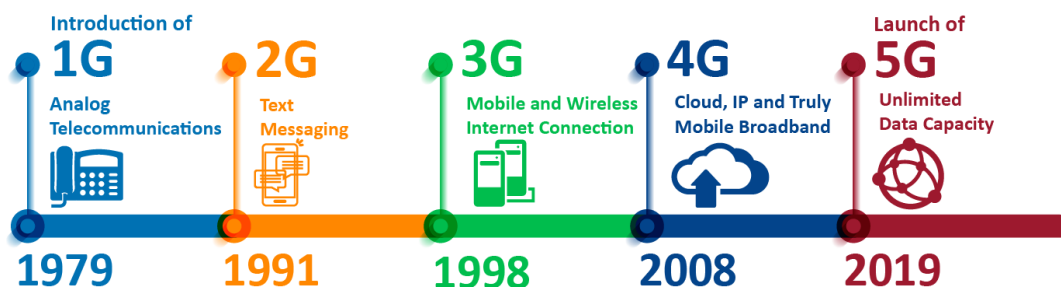 Introduction of
1G
Analog
Telecommunications
1979
2G
Text
Messaging
1991
3G
Mobile and Wireless
Internet Connection
1998
4G
Cloud, IP and Truly
Mobile Broadband
2008
Launch of
5G
Unlimited
Data Capacity
2019